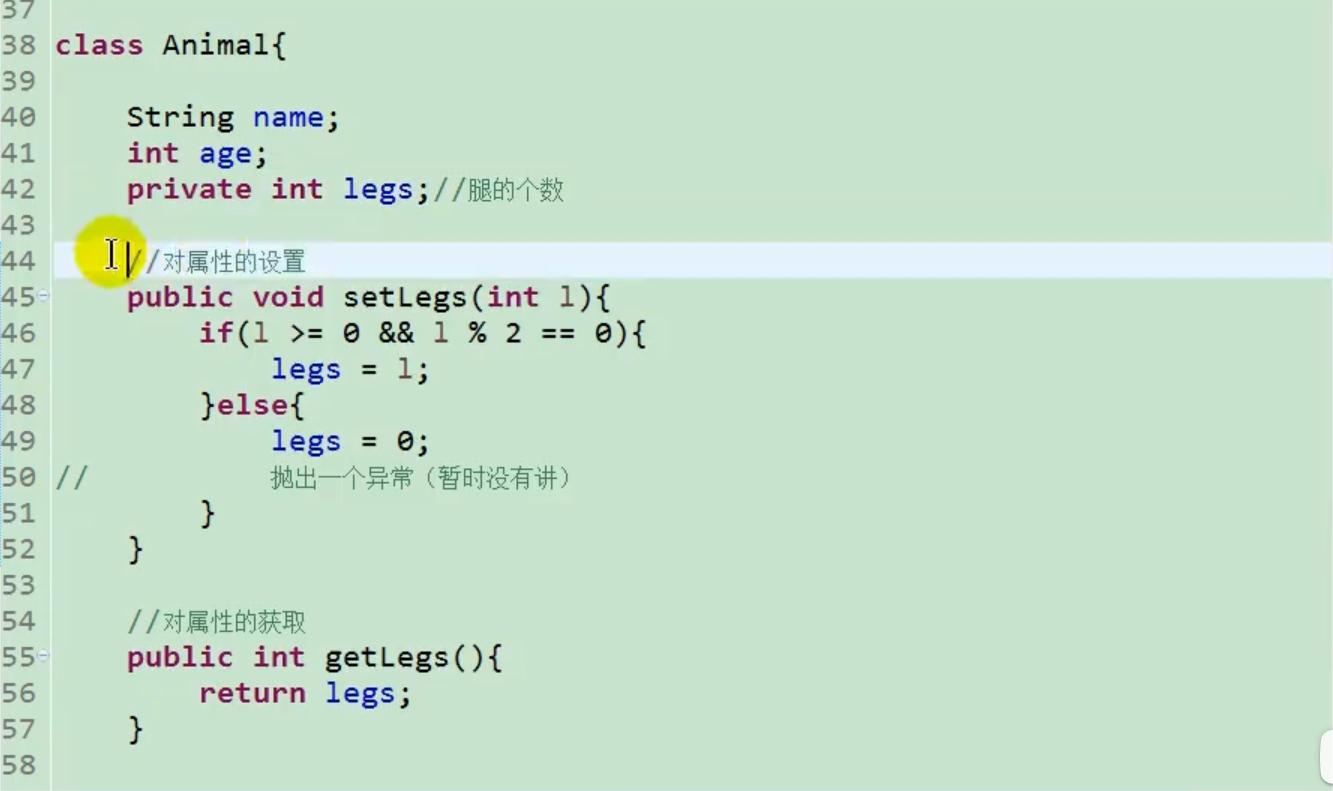 37
38 class Animal{
39
40     String name;
41     int age;
42     private int legs;//腿的个数
43
44     //对属性的设置
45     public void setLegs(int l){
46         if(l >= 0 && l % 2 == 0){
47             legs = l;
48         }else{
49             legs = 0;
50 //          抛出一个异常（暂时没有讲）
51         }
52     }
53
54     //对属性的获取
55     public int getLegs(){
56         return legs;
57     }
58